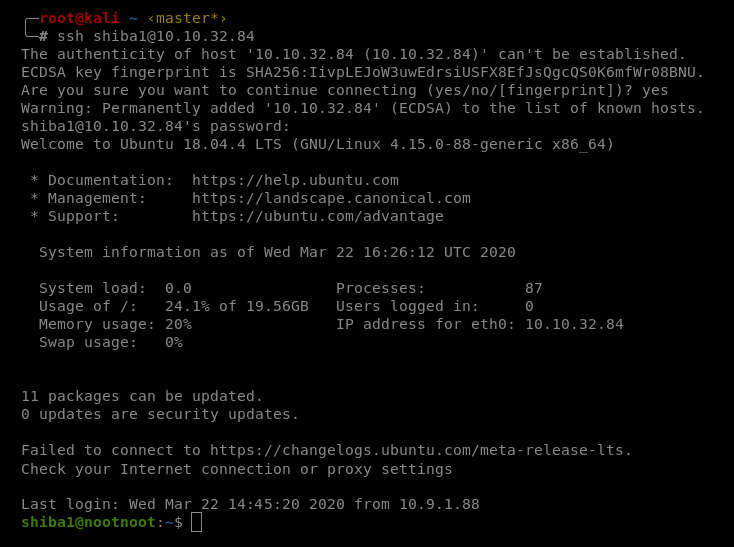 ╭─root@kali ~ ‹master*›
╰─# ssh shiba1@10.10.32.84
The authenticity of host '10.10.32.84 (10.10.32.84)' can't be established.
ECDSA key fingerprint is SHA256:IivpLEJoW3uwEdrsiUSFX8EfJsQgcQS0K6mfWr08BNU.
Are you sure you want to continue connecting (yes/no/[fingerprint])? yes
Warning: Permanently added '10.10.32.84' (ECDSA) to the list of known hosts.
shiba1@10.10.32.84's password:
Welcome to Ubuntu 18.04.4 LTS (GNU/Linux 4.15.0-88-generic x86_64)
 * Documentation:  https://help.ubuntu.com
 * Management:     https://landscape.canonical.com
 * Support:        https://ubuntu.com/advantage
  System information as of Wed Mar 22 16:26:12 UTC 2020
  System load:  0.0                Processes:           87
  Usage of /:   24.1% of 19.56GB   Users logged in:     0
  Memory usage: 20%                IP address for eth0: 10.10.32.84
  Swap usage:   0%
11 packages can be updated.
0 updates are security updates.
Failed to connect to https://changelogs.ubuntu.com/meta-release-lts.
Check your Internet connection or proxy settings
Last login: Wed Mar 22 14:45:20 2020 from 10.9.1.88
shiba1@nootnoot:~$